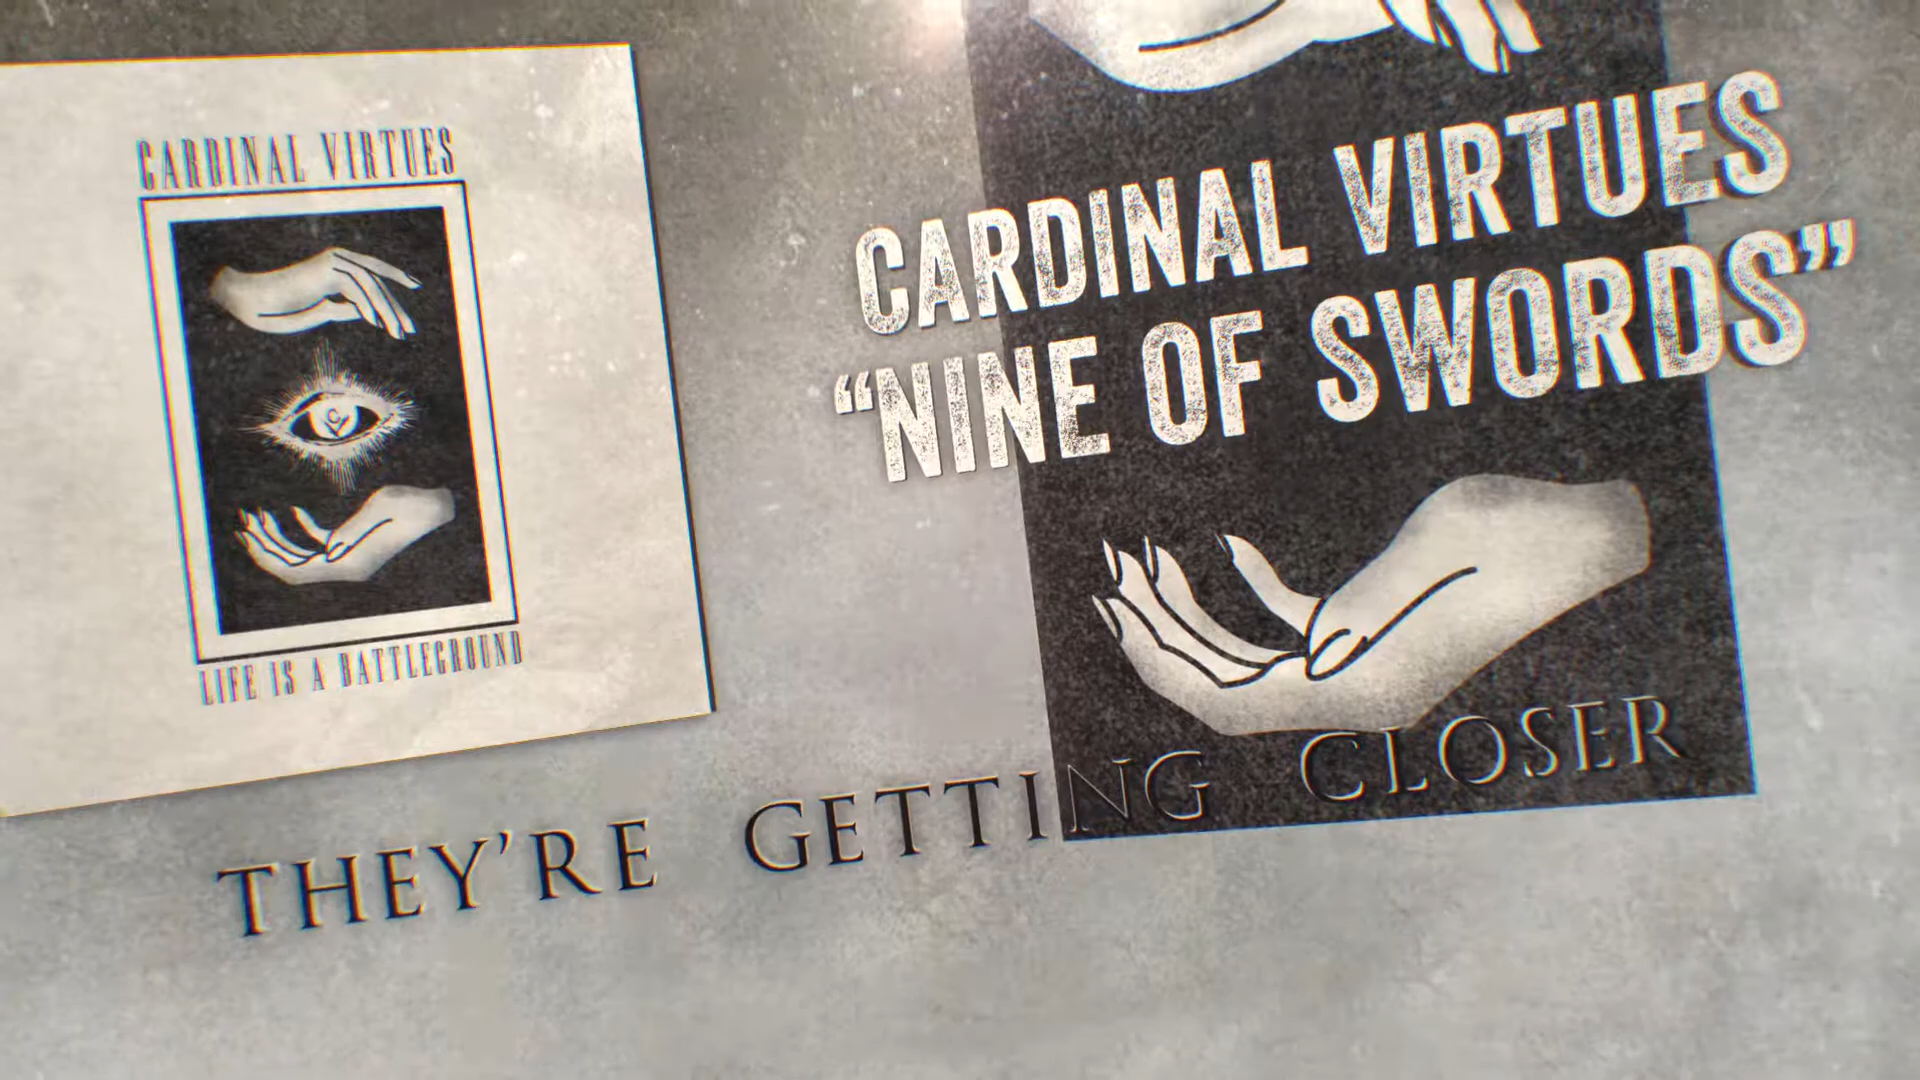 CARDINAL VIRTUES
LIFE IS A BATTLEGROUND
CARDINAL VIRTUES
“NINE OF SWORDS”
THEY’RE GETTING CLOSER